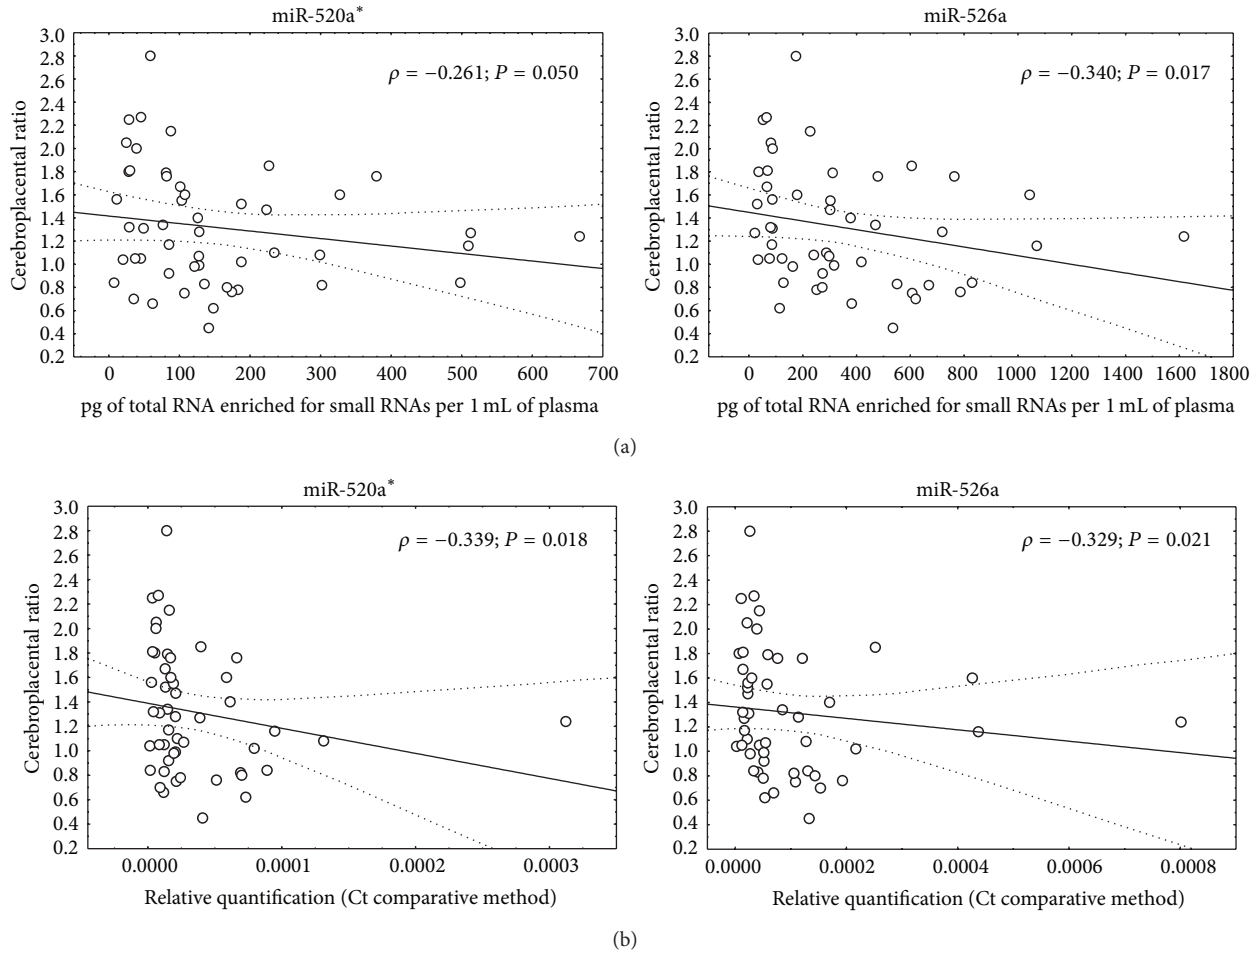 miR-520a*
3.0
2.8
2.6
2.4
2.2
2.0
1.8
1.6
1.4
1.2
1.0
0.8
0.6
0.4
0.2
Cerebroplacental ratio
ρ = −0.261; P = 0.050
0 100 200 300 400 500 600 700
pg of total RNA enriched for small RNAs per 1 mL of plasma
miR-526a
3.0
2.8
2.6
2.4
2.2
2.0
1.8
1.6
1.4
1.2
1.0
0.8
0.6
0.4
0.2
Cerebroplacental ratio
ρ = −0.340; P = 0.017
0 200 400 600 800 1000 1200 1400 1600 1800
pg of total RNA enriched for small RNAs per 1 mL of plasma
(a)
miR-520a*
3.0
2.8
2.6
2.4
2.2
2.0
1.8
1.6
1.4
1.2
1.0
0.8
0.6
0.4
0.2
Cerebroplacental ratio
ρ = −0.339; P = 0.018
0.0000 0.0001 0.0002 0.0003
Relative quantification (Ct comparative method)
miR-526a
3.0
2.8
2.6
2.4
2.2
2.0
1.8
1.6
1.4
1.2
1.0
0.8
0.6
0.4
0.2
Cerebroplacental ratio
ρ = −0.329; P = 0.021
0.0000 0.0002 0.0004 0.0006 0.0008
Relative quantification (Ct comparative method)
(b)